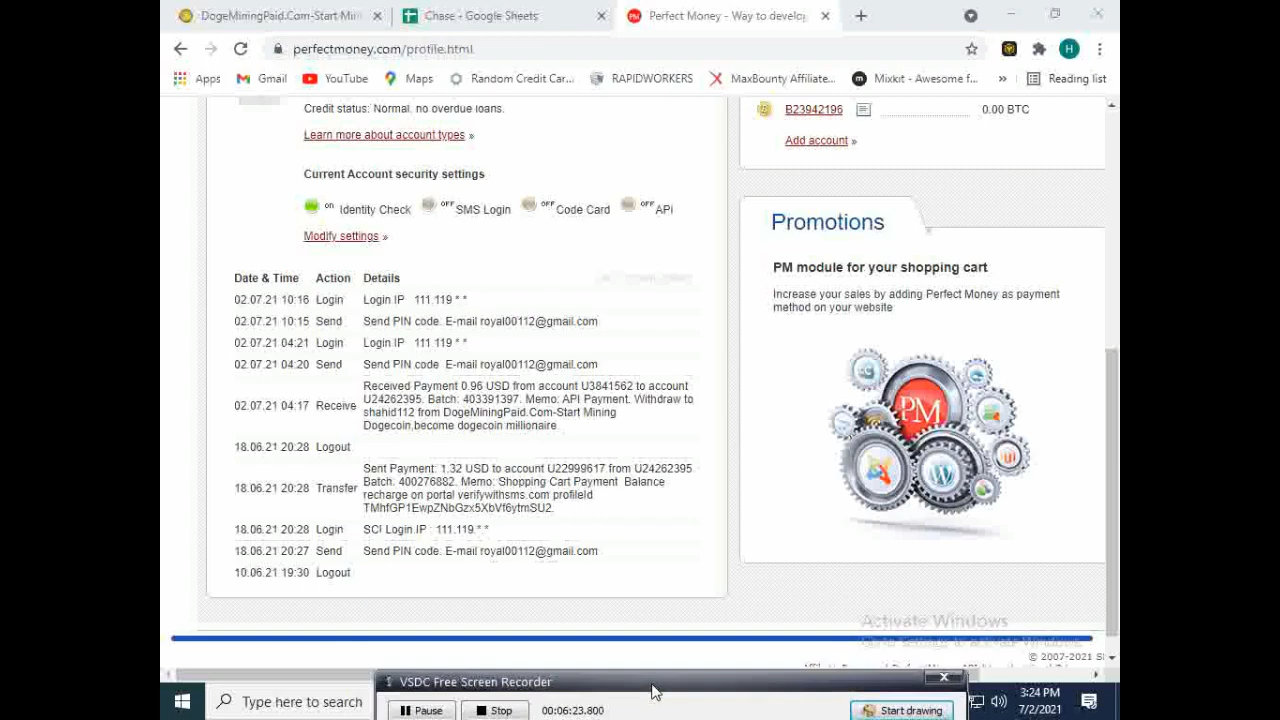 DogeMiningPaid.Com-Start Mini
Chase - Google Sheets
Perfect Money - Way to develop
perfectmoney.com/profile.html
H
Apps
Gmail
YouTube
Maps
Random Credit Car...
RAPIDWORKERS
MaxBounty Affiliate...
Mixkit - Awesome f...
»
Reading list
Credit status: Normal, no overdue loans.
Learn more about account types »
Current Account security settings
ON Identity Check OFF SMS Login OFF Code Card OFF API
Modify settings »
Date & Time Action Details
02.07.21 10:16 Login Login IP 111.119.*.*
02.07.21 10:15 Send Send PIN code. E-mail royal00112@gmail.com
02.07.21 04:21 Login Login IP 111.119.*.*
02.07.21 04:20 Send Send PIN code. E-mail royal00112@gmail.com
02.07.21 04:17 Receive Received Payment 0.96 USD from account U3841562 to account
U24262395. Batch: 403391397. Memo: API Payment. Withdraw to
shahid112 from DogeMiningPaid.Com-Start Mining
Dogecoin,become dogecoin millionaire
18.06.21 20:28 Logout
18.06.21 20:28 Transfer Sent Payment: 1.32 USD to account U22999617 from U24262395.
Batch: 400276882. Memo: Shopping Cart Payment. Balance
recharge on portal verifywithsms.com profileId
TMhfGP1EwpZNbGzx5XbVf6ytmSU2.
18.06.21 20:28 Login SCI Login IP : 111.119.*.*
18.06.21 20:27 Send Send PIN code. E-mail royal00112@gmail.com
10.06.21 19:30 Logout
B23942196 0.00 BTC
Add account »
Promotions
PM module for your shopping cart
Increase your sales by adding Perfect Money as payment
method on your website
PM
Activate Windows
Go to Settings to activate Windows.
© 2007-2021 S
VSDC Free Screen Recorder
Pause
Stop
00:06:23.800
Start drawing
Type here to search
3:24 PM
7/2/2021